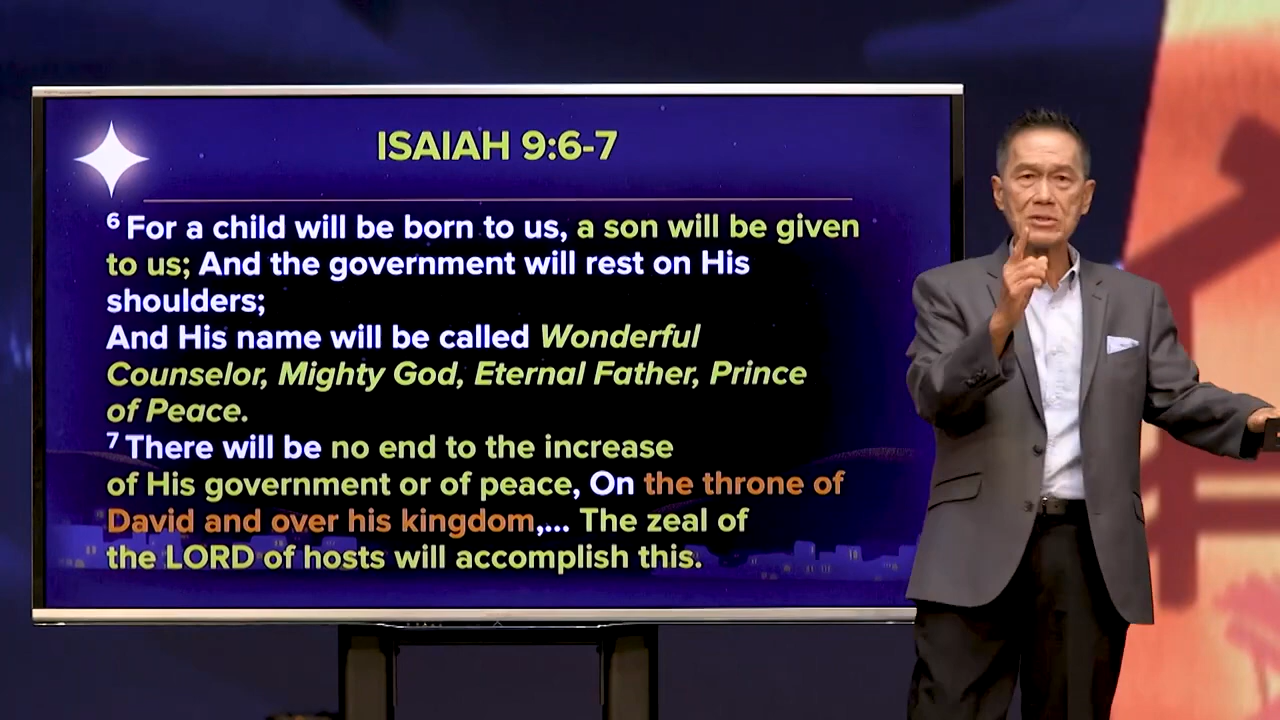 ISAIAH 9:6-7
⁶ For a child will be born to us, a son will be given
to us; And the government will rest on His
shoulders;
And His name will be called Wonderful
Counselor, Mighty God, Eternal Father, Prince
of Peace.
⁷ There will be no end to the increase
of His government or of peace, On the throne of
David and over his kingdom,... The zeal of
the LORD of hosts will accomplish this.